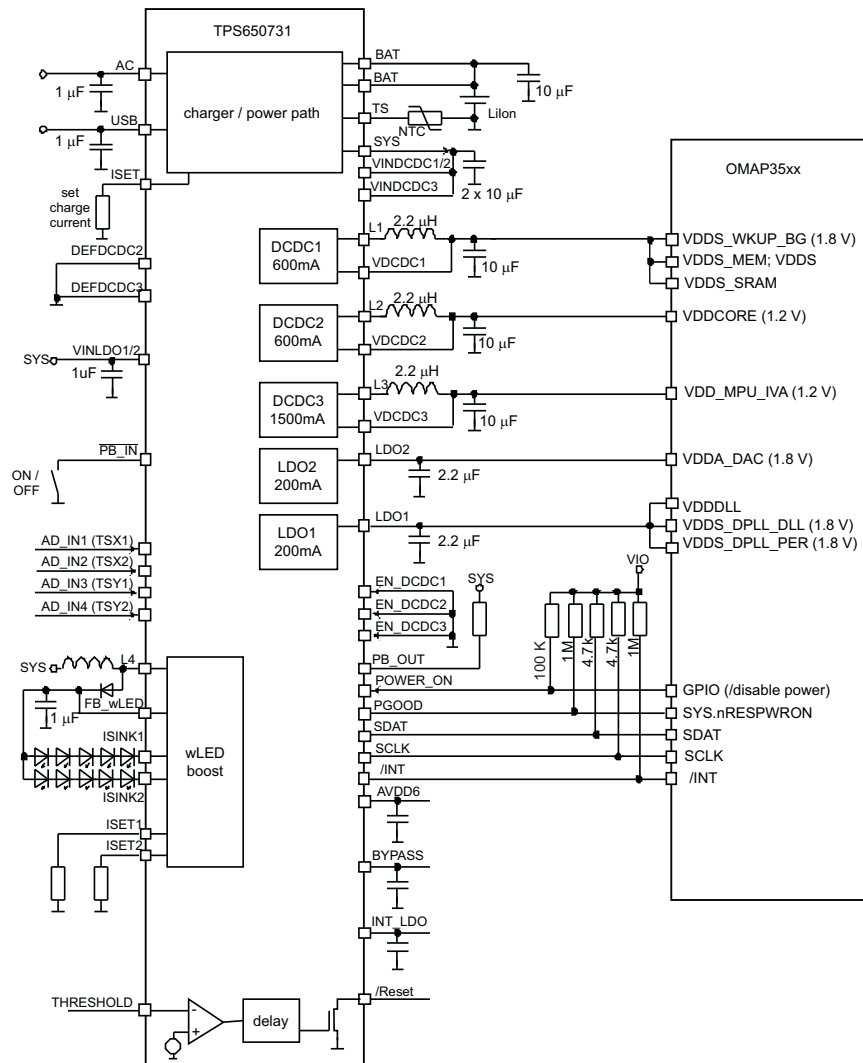 TPS650731
AC
1 μF
USB
1 μF
ISET
set
charge
current
charger / power path
BAT
BAT
10 μF
TS
NTC
LiIon
SYS
VINDCDC1/2
VINDCDC3
2 x 10 μF
OMAP35xx
DEFDCDC2
DEFDCDC3
DCDC1
600mA
L1
2.2 μH
VDCDC1
10 μF
VDDS_WKUP_BG (1.8 V)
VDDS_MEM; VDDS
VDDS_SRAM
DCDC2
600mA
L2
2.2 μH
VDCDC2
10 μF
VDDCORE (1.2 V)
SYS
VINLDO1/2
1uF
DCDC3
1500mA
L3
2.2 μH
VDCDC3
10 μF
VDD_MPU_IVA (1.2 V)
PB_IN
ON /
OFF
LDO2
200mA
LDO2
2.2 μF
VDDA_DAC (1.8 V)
LDO1
200mA
LDO1
2.2 μF
VDDDLL
VDDS_DPLL_DLL (1.8 V)
VDDS_DPLL_PER (1.8 V)
AD_IN1 (TSX1)
AD_IN2 (TSX2)
AD_IN3 (TSY1)
AD_IN4 (TSY2)
EN_DCDC1
EN_DCDC2
EN_DCDC3
SYS
VIO
100 K
1M
4.7k
4.7k
1M
PB_OUT
POWER_ON
PGOOD
SDAT
SCLK
/INT
GPIO (/disable power)
SYS.nRESPWRON
SDAT
SCLK
/INT
SYS
L4
1 μF
FB_wLED
ISINK1
ISINK2
wLED
boost
ISET1
ISET2
AVDD6
BYPASS
INT_LDO
THRESHOLD
-
+
delay
/Reset